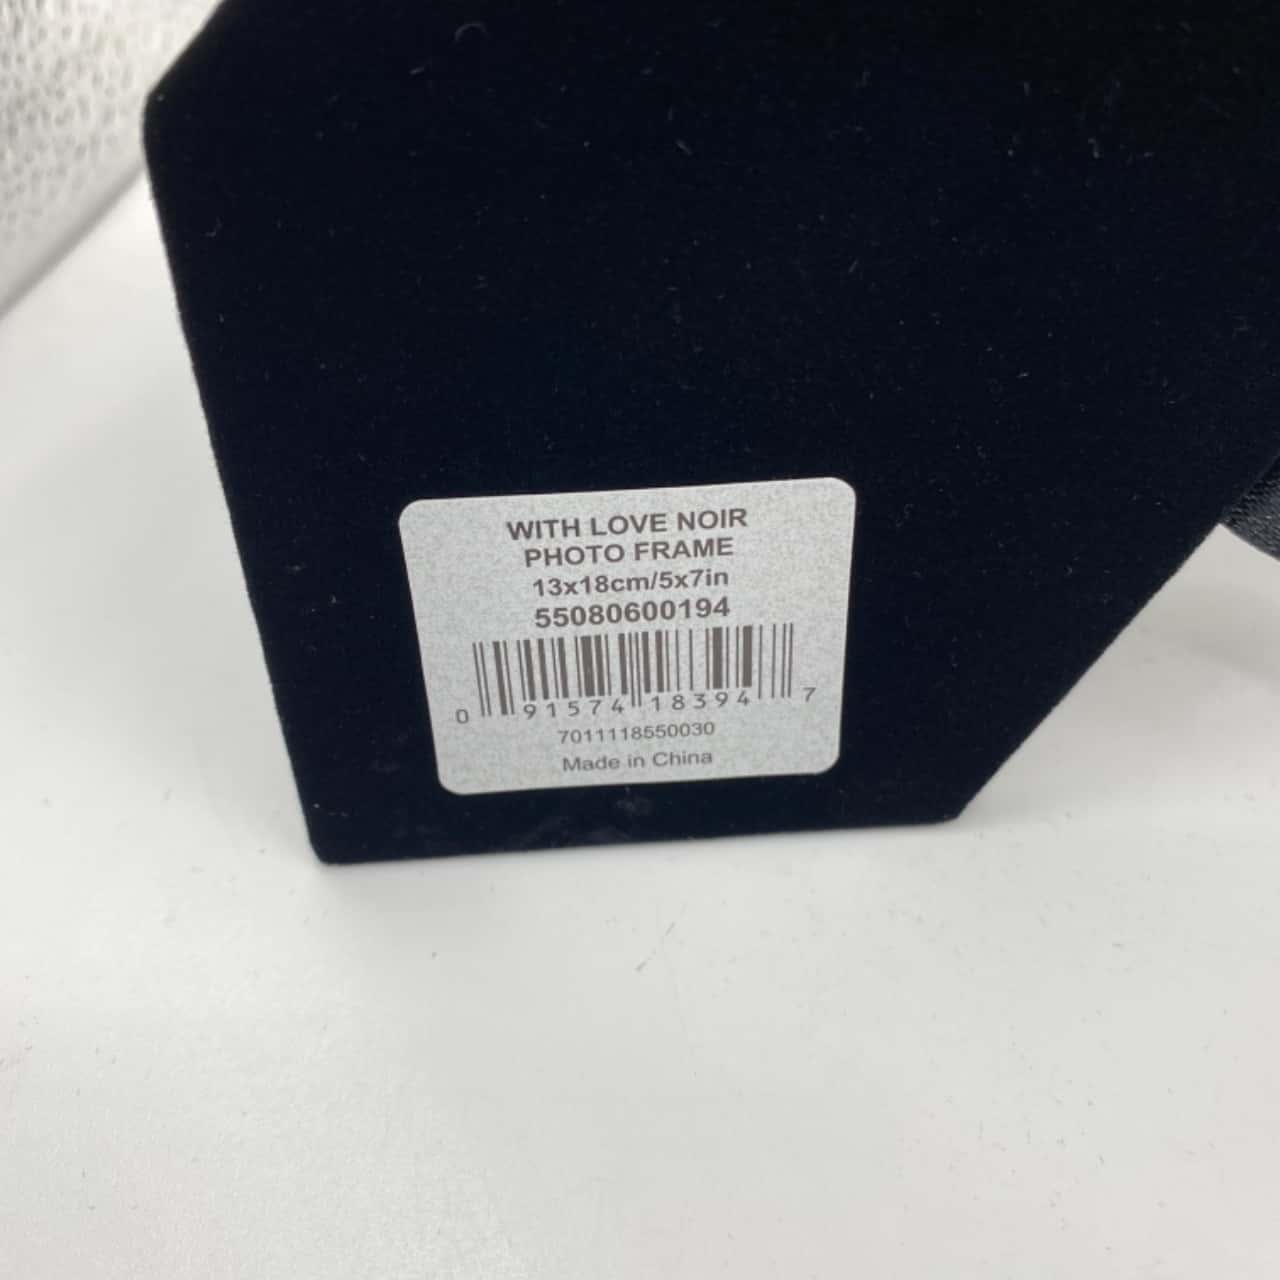 WITH LOVE NOIR
PHOTO FRAME
13x18cm/5x7in
55080600194
0 91574 18394 7
7011118550030
Made in China